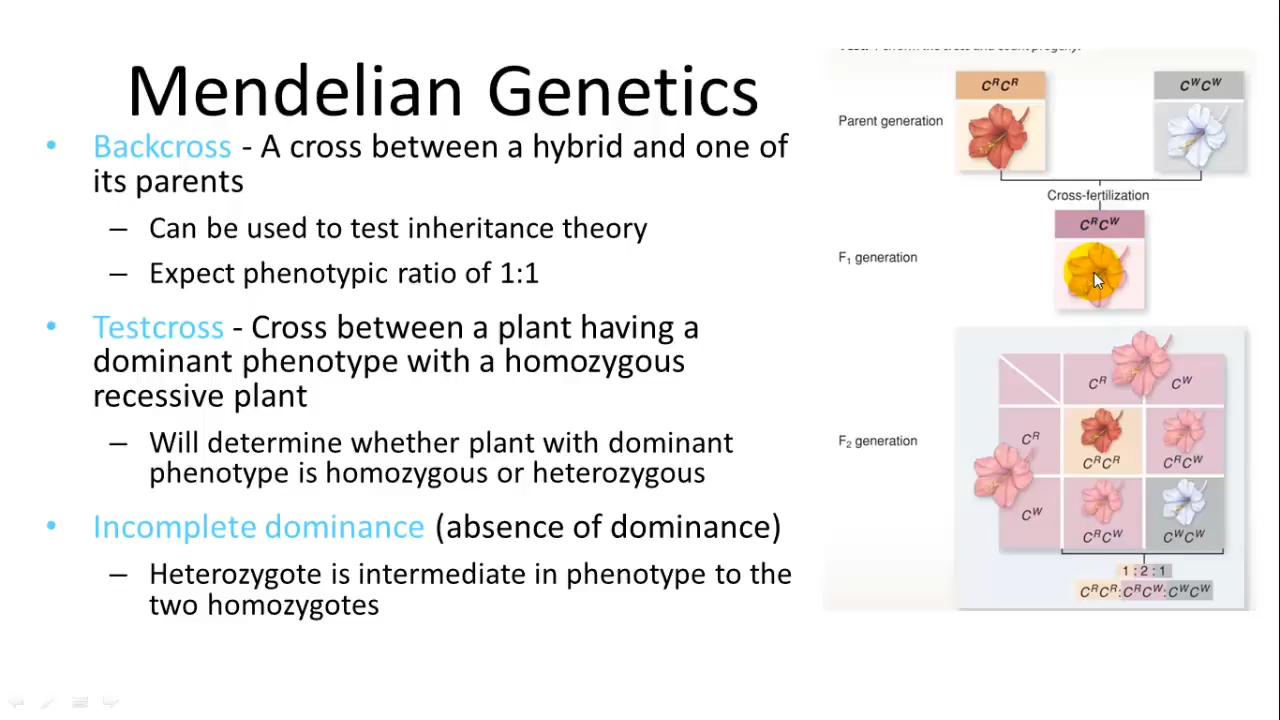 Mendelian Genetics
• Backcross - A cross between a hybrid and one of
its parents
– Can be used to test inheritance theory
– Expect phenotypic ratio of 1:1
• Testcross - Cross between a plant having a
dominant phenotype with a homozygous
recessive plant
– Will determine whether plant with dominant
phenotype is homozygous or heterozygous
• Incomplete dominance (absence of dominance)
– Heterozygote is intermediate in phenotype to the
two homozygotes
CᴿCᴿ
CᵂCᵂ
Parent generation
Cross-fertilization
CᴿCᵂ
F₁ generation
Cᴿ Cᵂ
F₂ generation
Cᴿ
CᴿCᴿ CᴿCᵂ
Cᵂ
CᴿCᵂ CᵂCᵂ
1 : 2 : 1
CᴿCᴿ:CᴿCᵂ:CᵂCᵂ